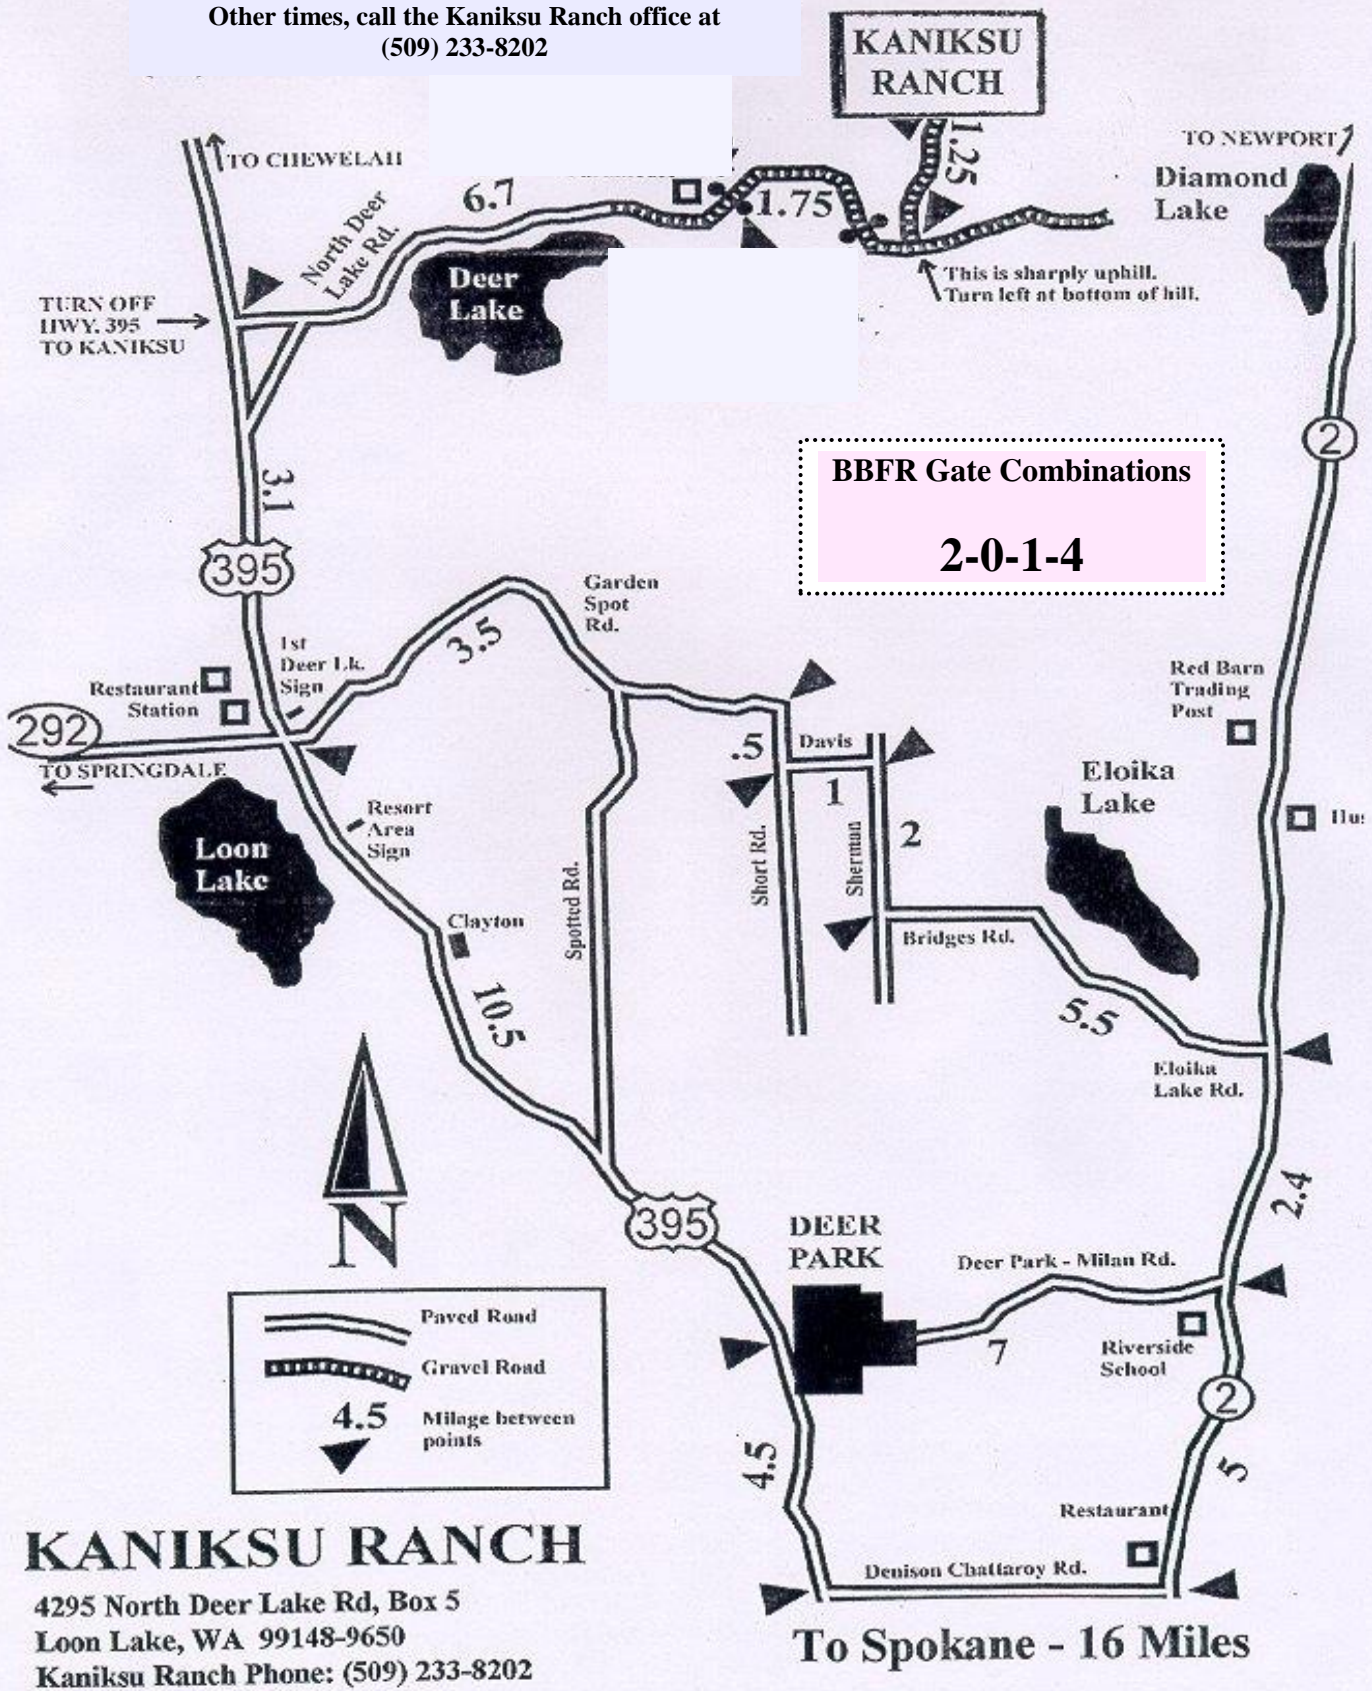 Other times, call the Kaniksu Ranch office at
(509) 233-8202
KANIKSU
RANCH
TO CHEWELAH
TO NEWPORT
Diamond
Lake
6.7
1.75
1.25
North Deer
Lake Rd.
Deer
Lake
This is sharply uphill.
Turn left at bottom of hill.
TURN OFF
HWY. 395
TO KANIKSU
2
BBFR Gate Combinations
2-0-1-4
3.1
395
Garden
Spot
Rd.
3.5
1st
Deer Lk.
Sign
Restaurant
Station
292
TO SPRINGDALE
Red Barn
Trading
Post
.5
Davis
1
Eloika
Lake
Resort
Area
Sign
Loon
Lake
Short Rd.
Sherman
2
Spotted Rd.
Clayton
Bridges Rd.
10.5
5.5
Eloika
Lake Rd.
N
395
DEER
PARK
2.4
Deer Park - Milan Rd.
7
Riverside
School
2
Paved Road
Gravel Road
4.5
Milage between
points
4.5
5
Restaurant
Denison Chattaroy Rd.
KANIKSU RANCH
4295 North Deer Lake Rd, Box 5
Loon Lake, WA 99148-9650
Kaniksu Ranch Phone: (509) 233-8202
To Spokane - 16 Miles